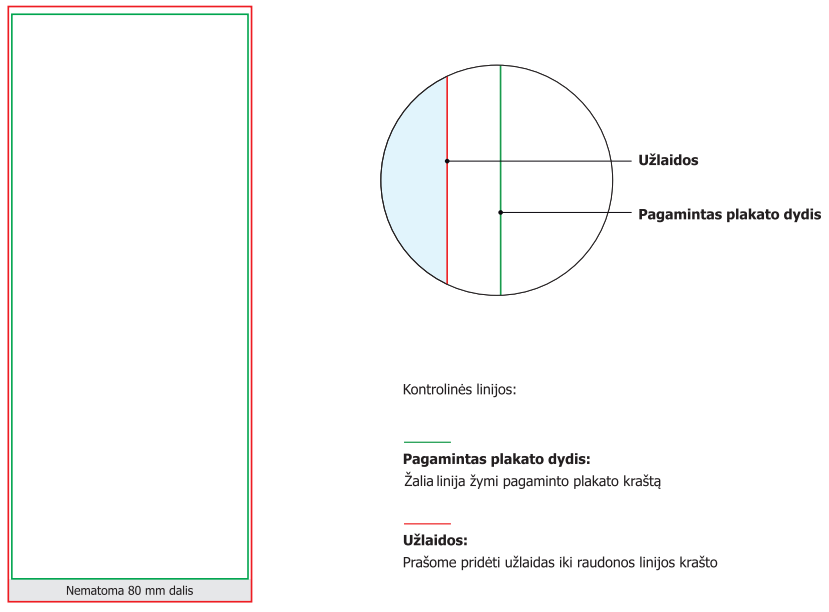 Užlaidos
Pagamintas plakato dydis
Kontrolinės linijos:
Pagamintas plakato dydis:
Žalia linija žymi pagaminto plakato kraštą
Užlaidos:
Prašome pridėti užlaidas iki raudonos linijos krašto
Nematoma 80 mm dalis